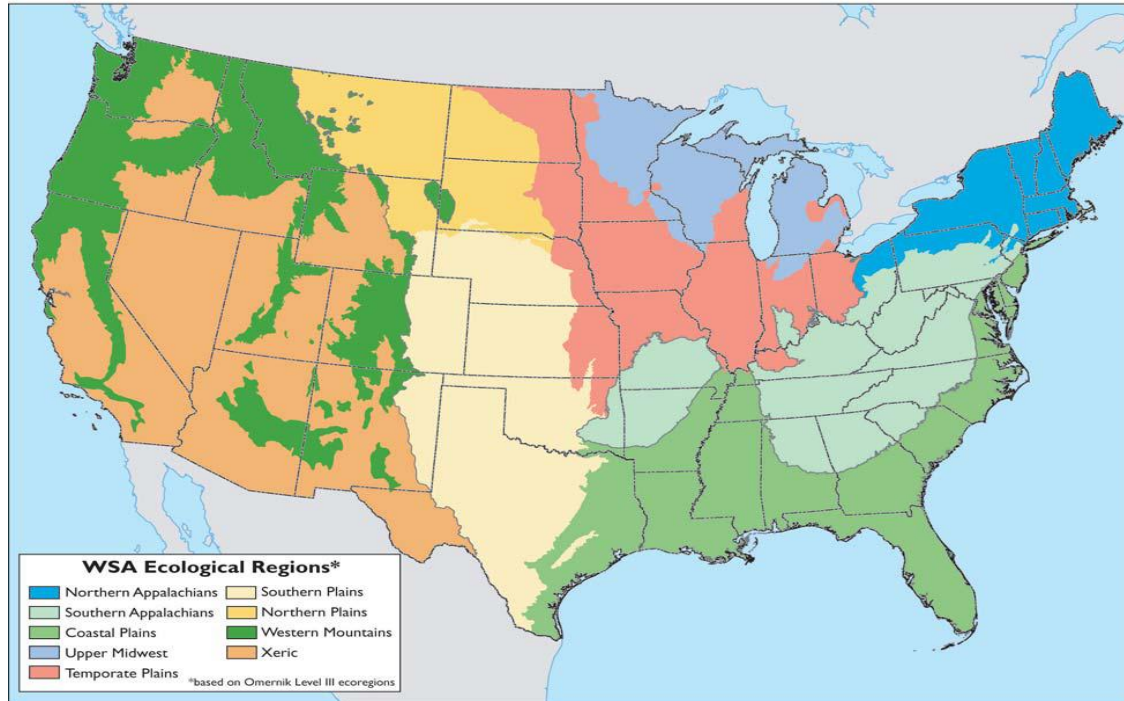 WSA Ecological Regions*
Northern Appalachians
Southern Appalachians
Coastal Plains
Upper Midwest
Temporate Plains
Southern Plains
Northern Plains
Western Mountains
Xeric
*based on Omernik Level III ecoregions